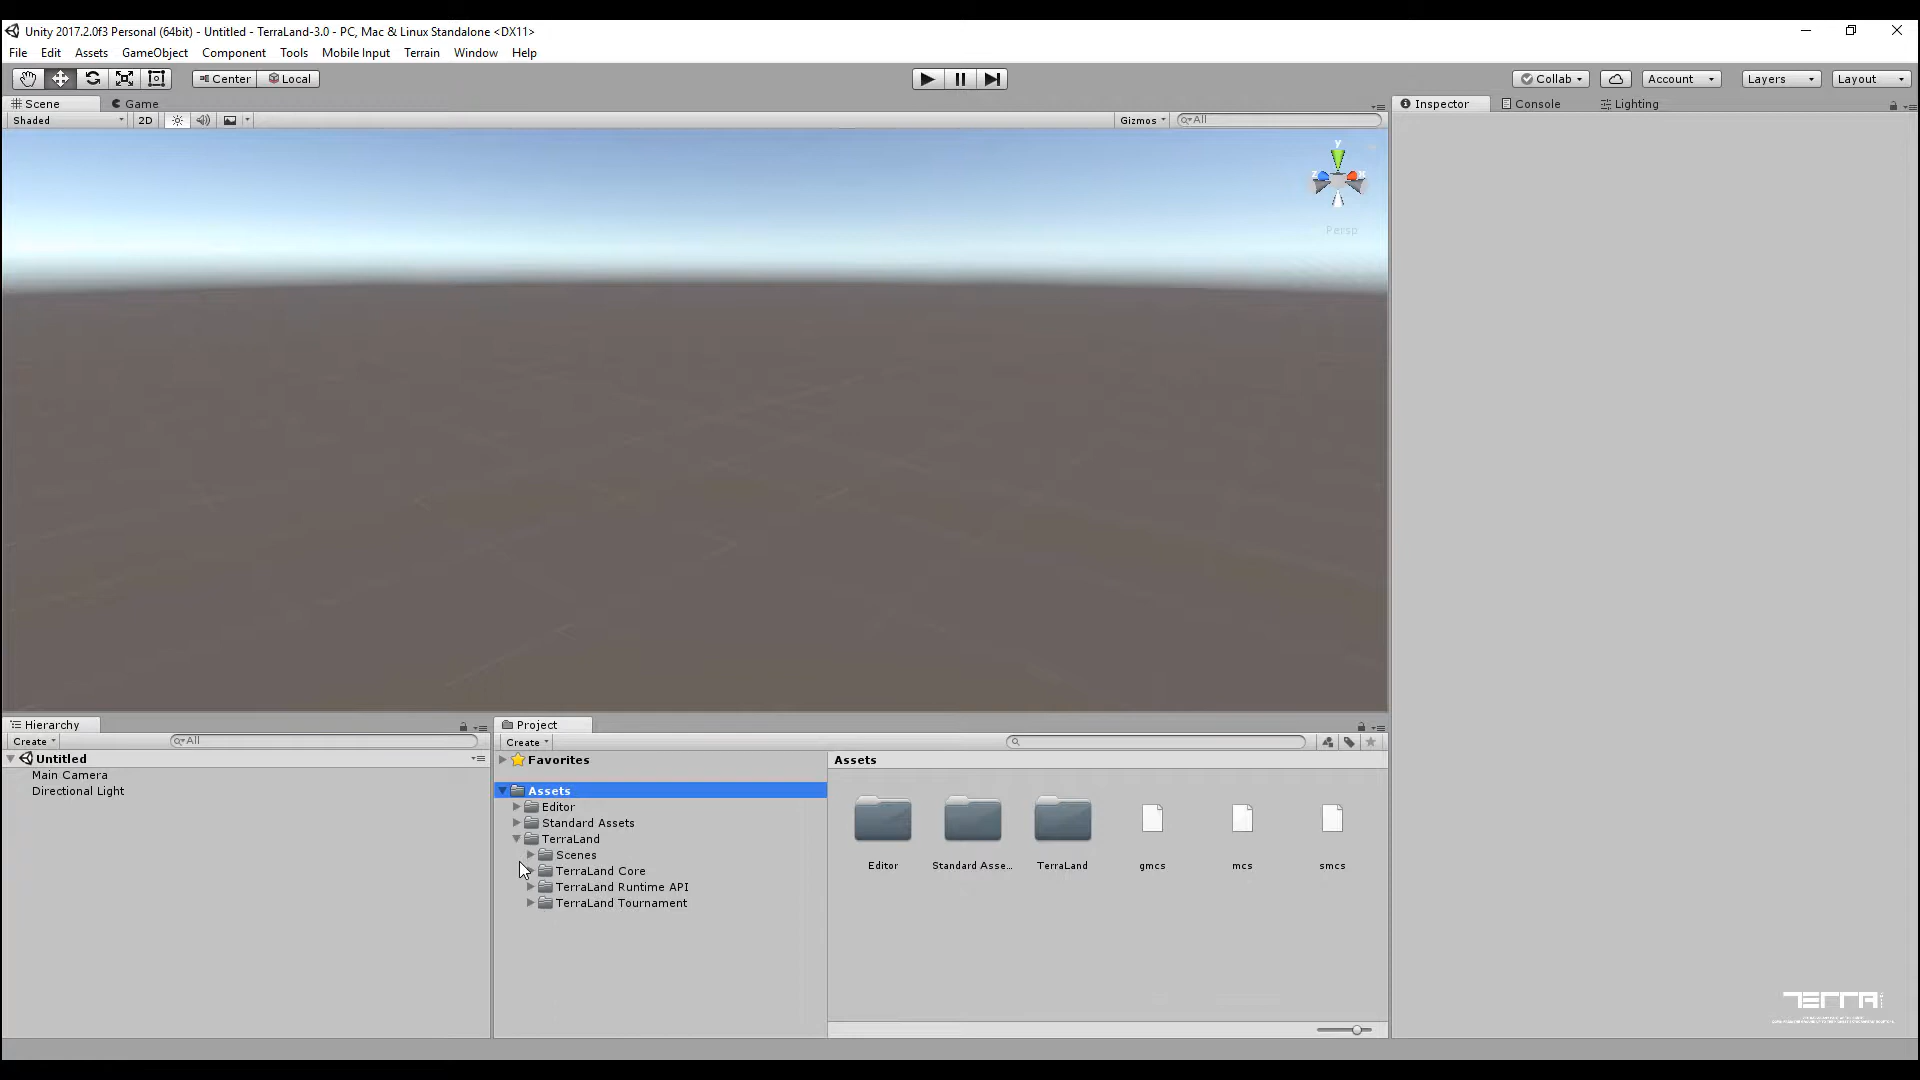 Unity 2017.2.0f3 Personal (64bit) - Untitled - TerraLand-3.0 - PC, Mac & Linux Standalone <DX11>
File Edit Assets GameObject Component Tools Mobile Input Terrain Window Help
Center Local Collab Account Layers Layout
Scene Game Inspector Console Lighting
Shaded 2D Gizmos All
y
z x
Persp
Hierarchy Project
Create All Create
Untitled Favorites Assets
Main Camera
Directional Light Assets
Editor
Standard Assets
TerraLand
Scenes
TerraLand Core
TerraLand Runtime API
TerraLand Tournament
Editor Standard Asse... TerraLand gmcs mcs smcs
TERRA